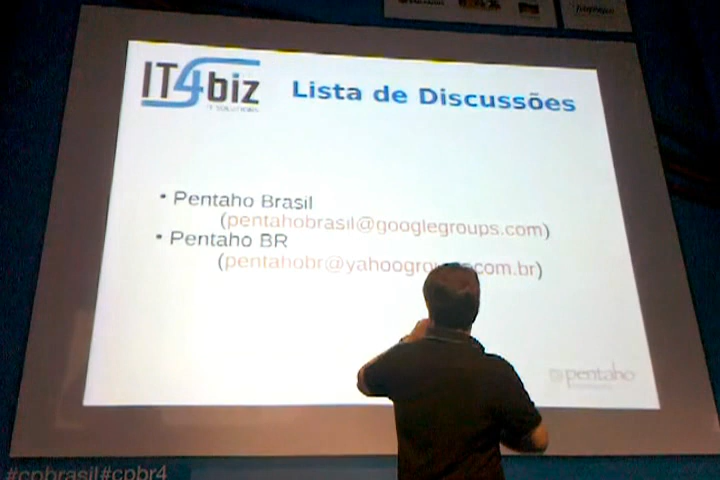 IT4biz
IT SOLUTIONS
Lista de Discussões
• Pentaho Brasil
(pentahobrasil@googlegroups.com)
• Pentaho BR
(pentahobr@yahoogro com.br)
pentaho
#cpbrasil#cpbr4